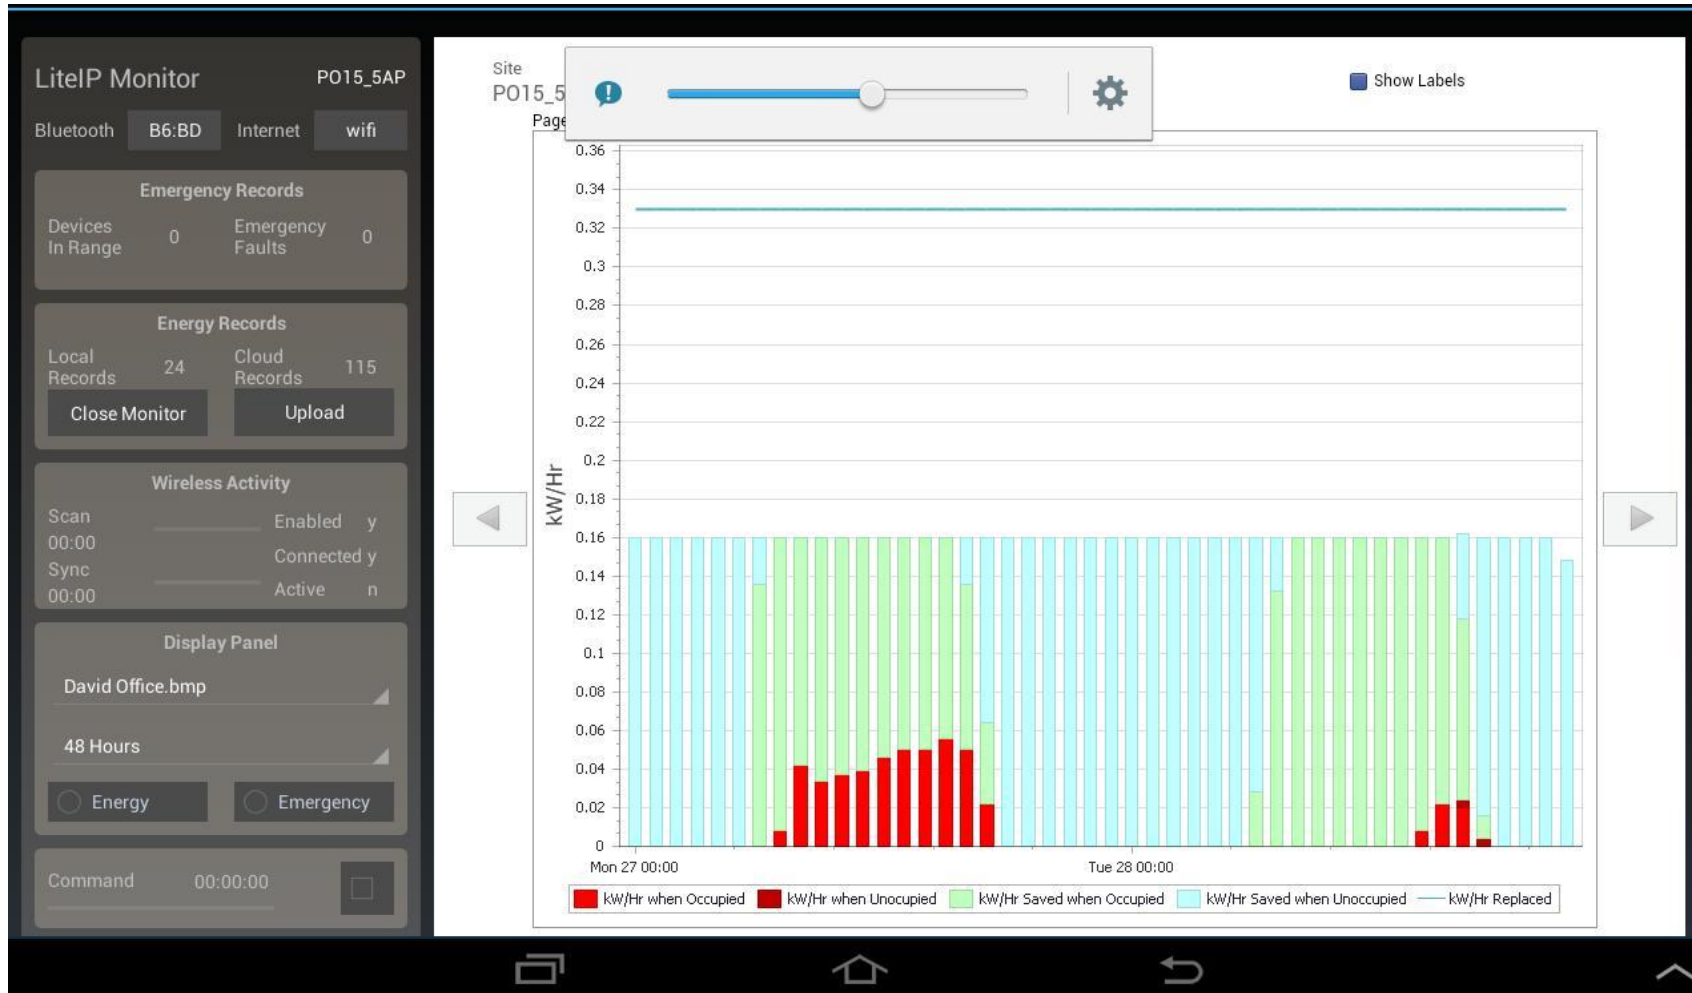 LiteIP Monitor PO15_5AP
Bluetooth B6:BD Internet wifi
Emergency Records
Devices In Range 0 Emergency Faults 0
Energy Records
Local Records 24 Cloud Records 115
Close Monitor Upload
Wireless Activity
Scan
00:00
Sync
00:00
Enabled y
Connected y
Active n
Display Panel
David Office.bmp
48 Hours
Energy Emergency
Command 00:00:00
Site
PO15_5
Page
Show Labels
kW/Hr
0.36
0.34
0.32
0.3
0.28
0.26
0.24
0.22
0.2
0.18
0.16
0.14
0.12
0.1
0.08
0.06
0.04
0.02
0
Mon 27 00:00 Tue 28 00:00
kW/Hr when Occupied kW/Hr when Unocupied kW/Hr Saved when Occupied kW/Hr Saved when Unoccupied kW/Hr Replaced